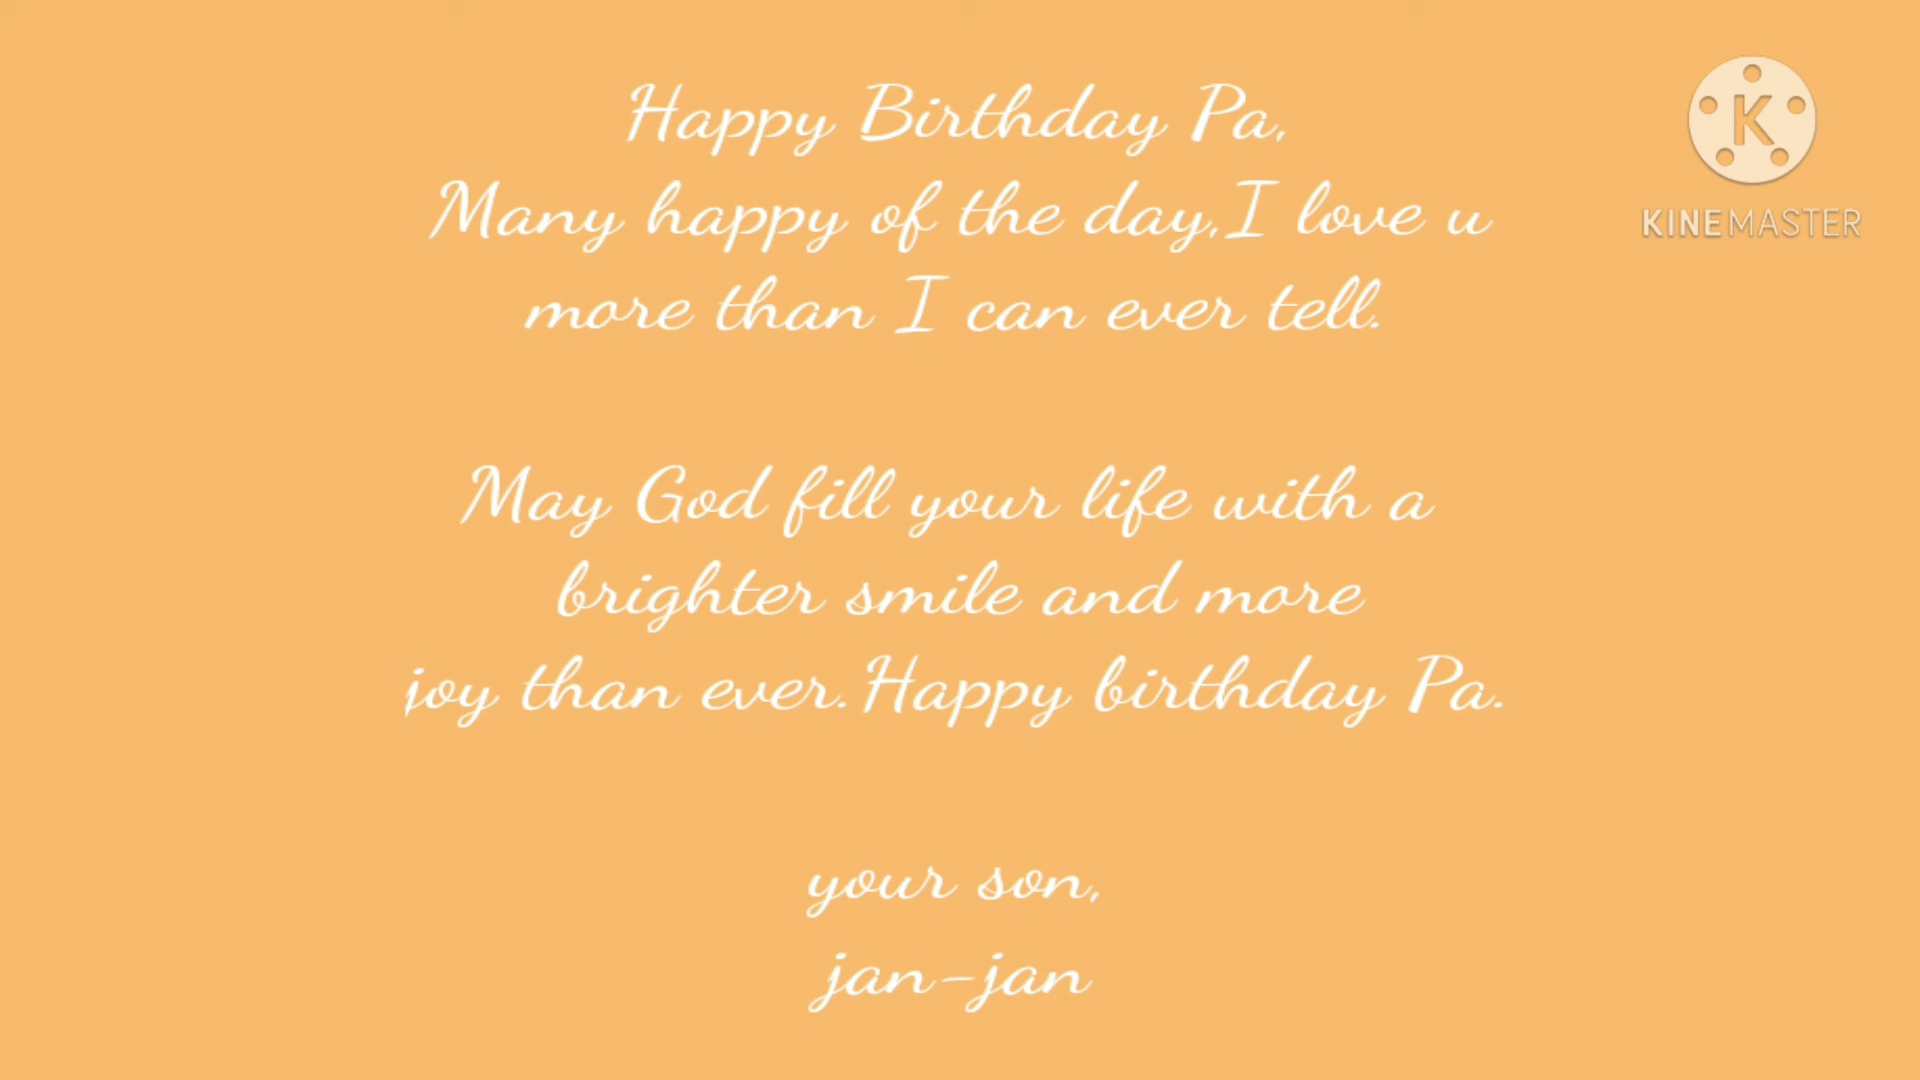 Happy Birthday Pa,
Many happy of the day,I love u
more than I can ever tell.
May God fill your life with a
brighter smile and more
joy than ever.Happy birthday Pa.
your son,
jan-jan
K
KINEMASTER